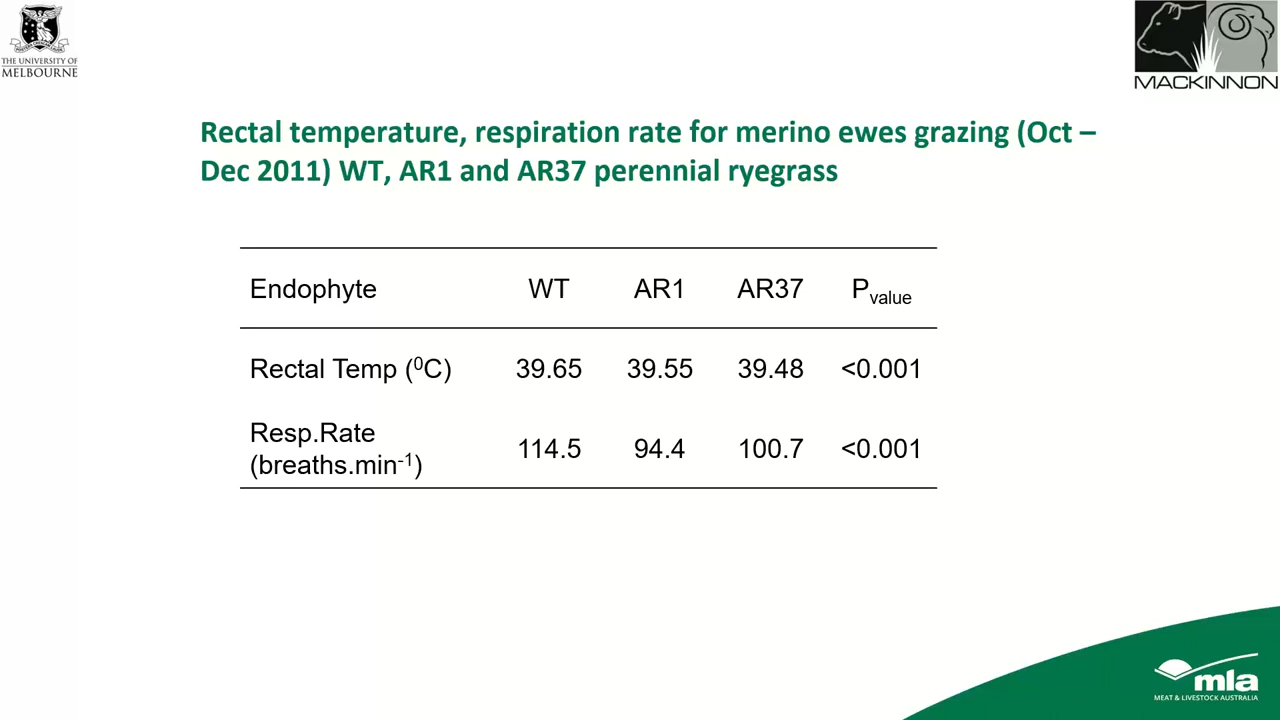 THE UNIVERSITY OF
MELBOURNE
MACKINNON
Rectal temperature, respiration rate for merino ewes grazing (Oct –
Dec 2011) WT, AR1 and AR37 perennial ryegrass
Endophyte WT AR1 AR37 Pvalue
Rectal Temp (⁰C) 39.65 39.55 39.48 <0.001
Resp.Rate
(breaths.min⁻¹) 114.5 94.4 100.7 <0.001
mla
MEAT & LIVESTOCK AUSTRALIA